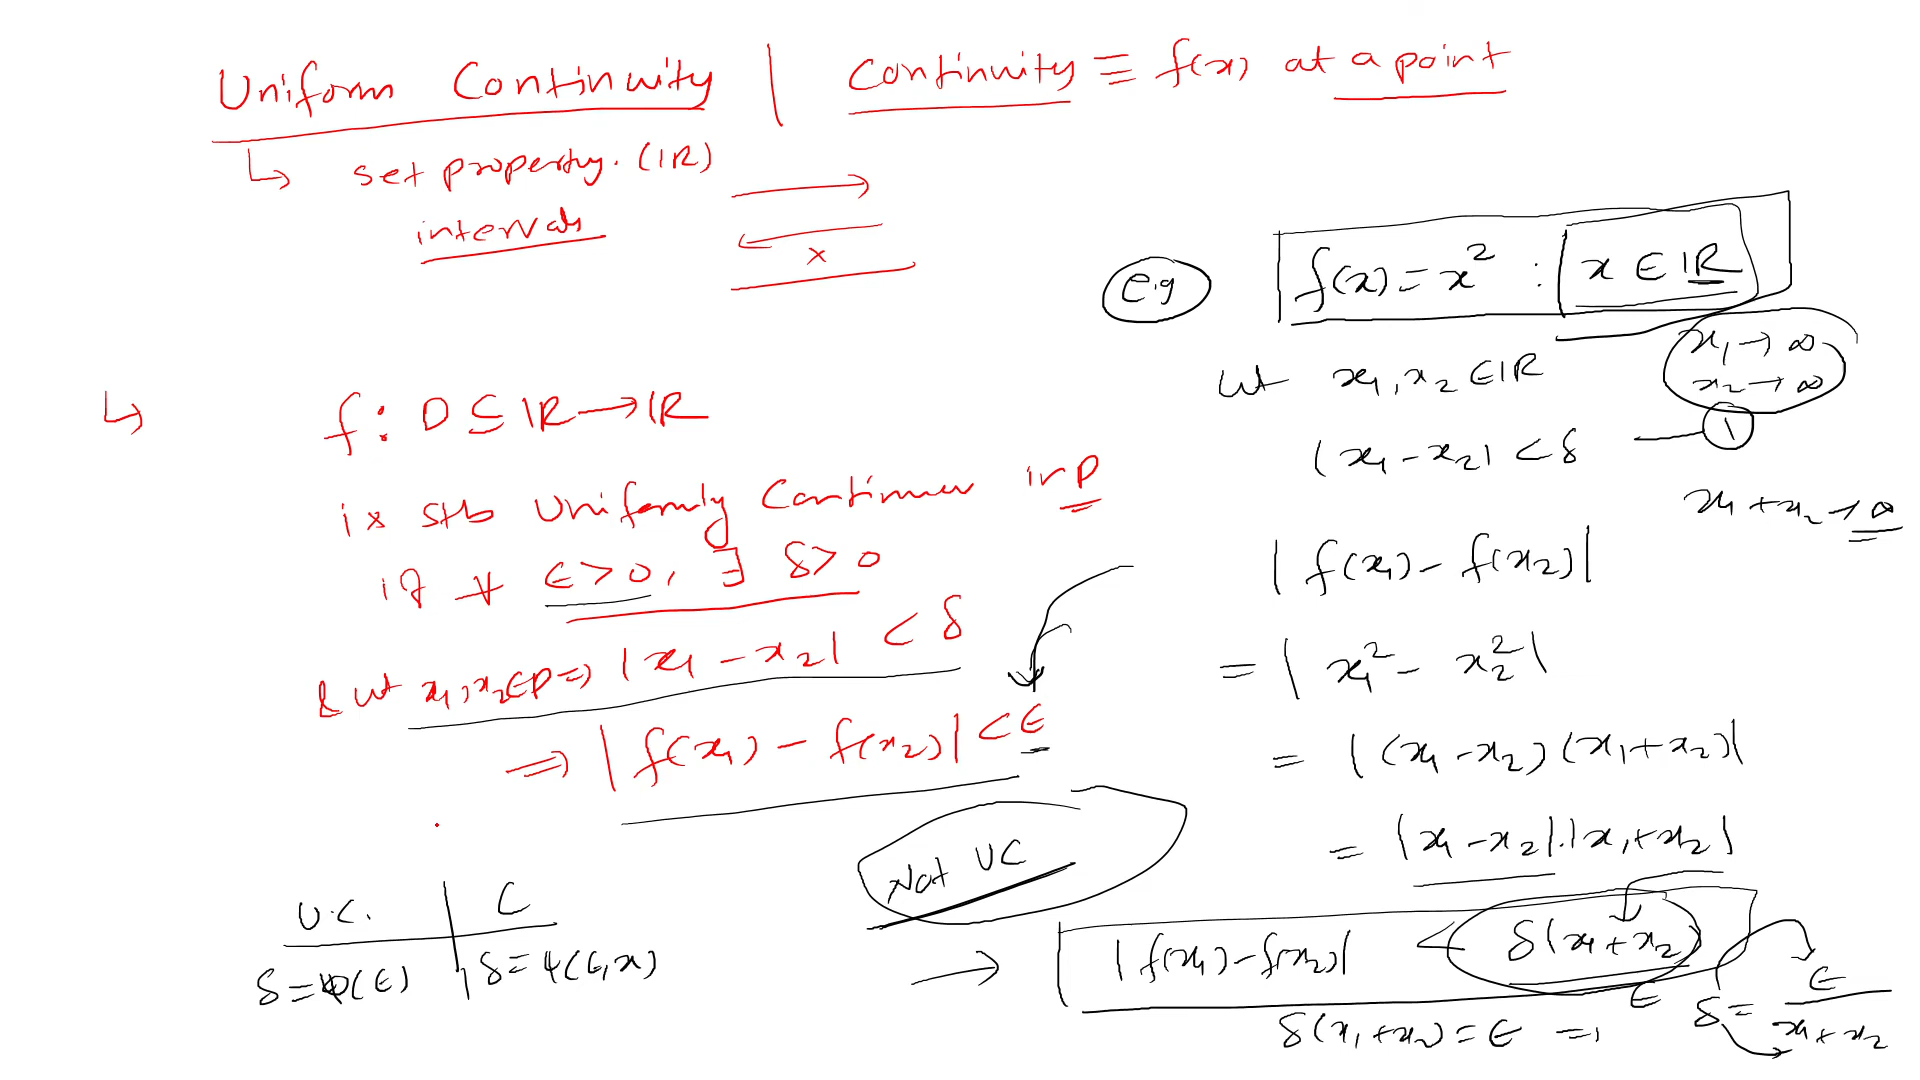 Uniform Continuity | Continuity ≡ f(x) at a point
↳ set property. (IR)
intervals
x
↳ f: D ⊆ IR → IR
is stb Uniformly Continuous in D
if ∀ ε>0, ∃ δ>0
& let x₁,x₂∈D ⇒ |x₁ - x₂| < δ
⇒ |f(x₁) - f(x₂)| < ε
U.C. | C
δ = φ(ε) | δ = ψ(ε,x)
e.g f(x) = x² : x ∈ IR
let x₁, x₂ ∈ IR
x₁ → ∞
x₂ → ∞
|x₁ - x₂| < δ — 1
x₁ + x₂ → ∞
|f(x₁) - f(x₂)|
= |x₁² - x₂²|
= |(x₁ - x₂)(x₁ + x₂)|
= |x₁ - x₂|.|x₁ + x₂|
Not UC
→ |f(x₁) - f(x₂)| < δ(x₁ + x₂)
ε
δ(x₁ + x₂) = ε ⇒ δ = ε / x₁ + x₂